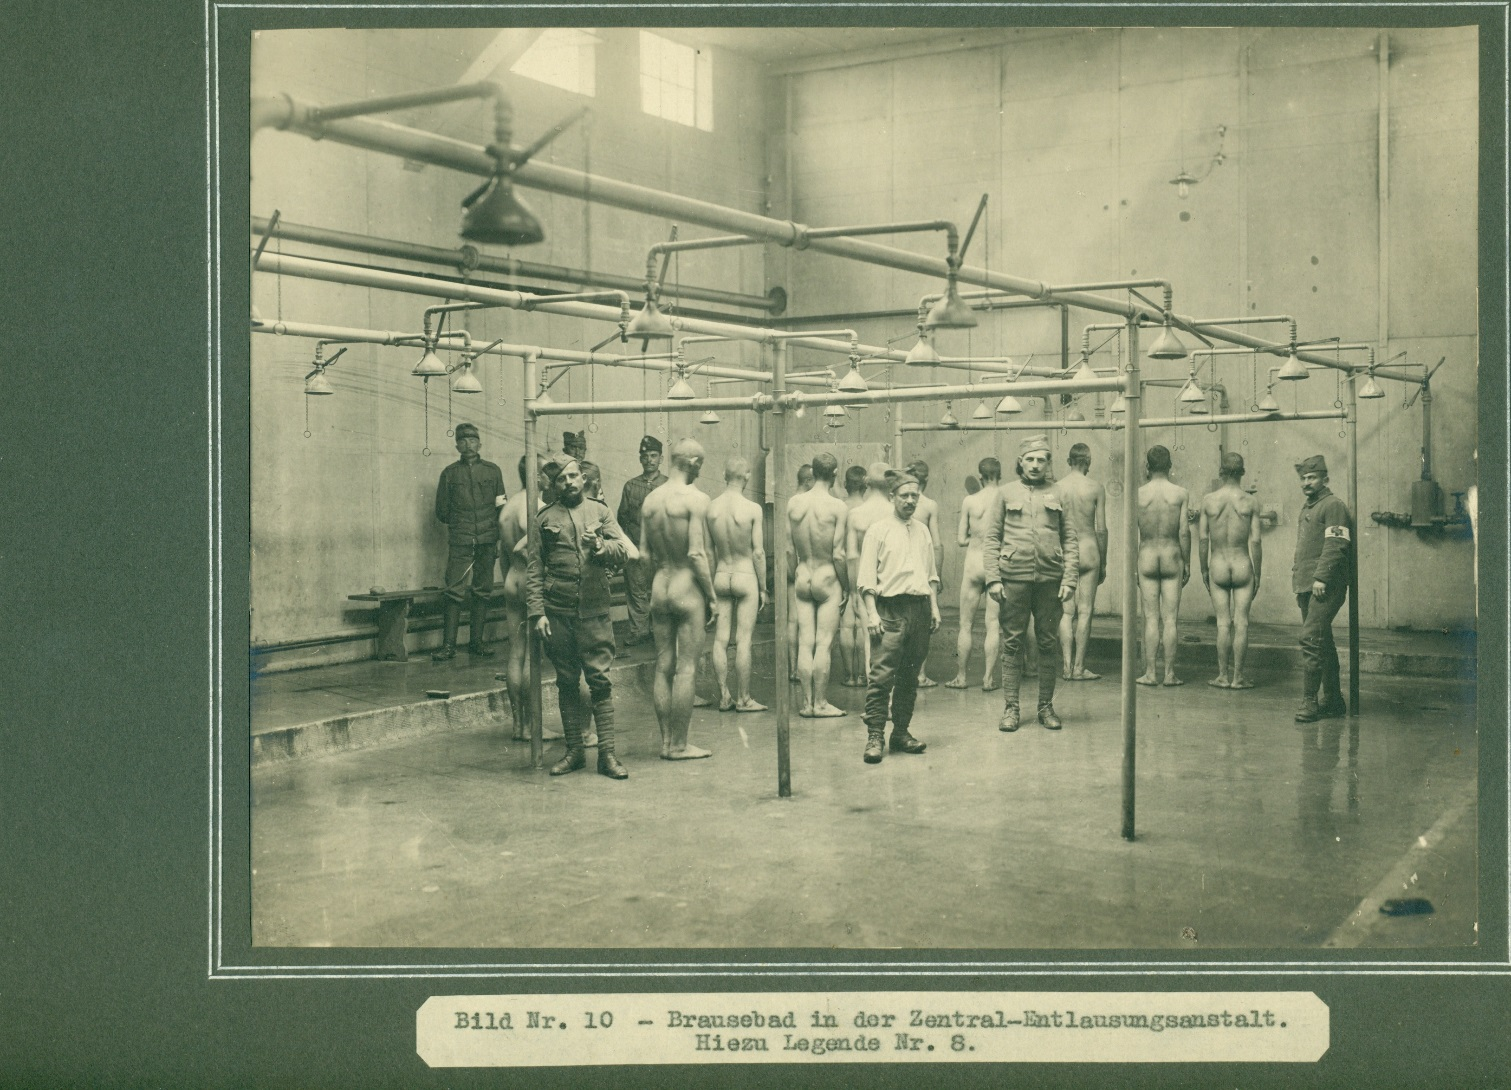 Bild Nr. 10 - Brausebad in der Zentral-Entlausungsanstalt.
Hiezu Legende Nr. 8.